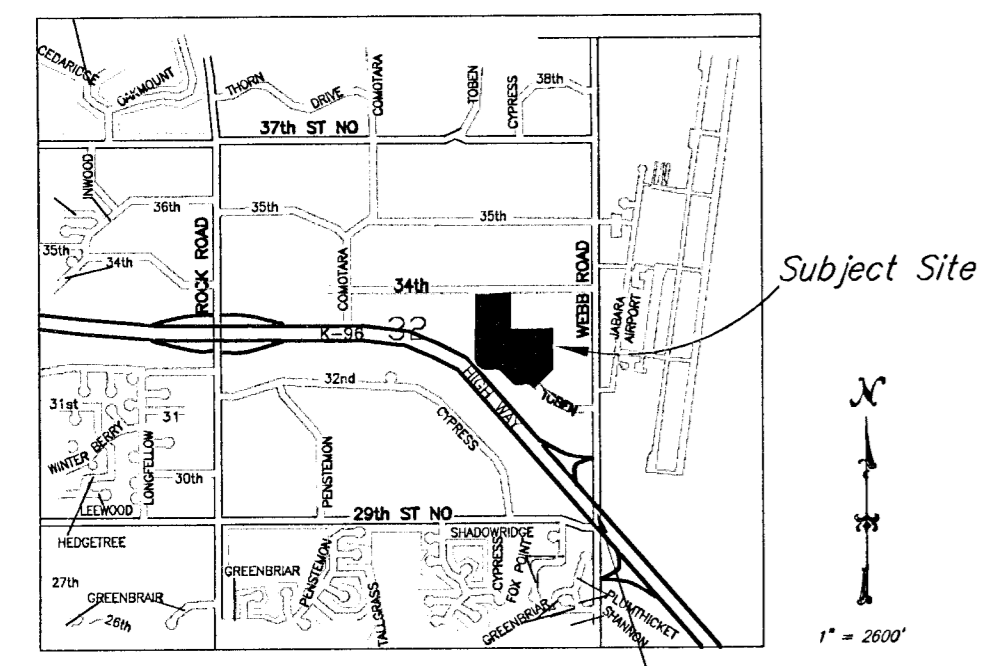 CEDARIDGE
OAKMOUNT
THORN
DRIVE
COMOTARA
TOBEN
CYPRESS
38th
37th ST NO
INWOOD
36th
35th
35th
35th
34th
ROCK ROAD
COMOTARA
34th
WEBB ROAD
JABARA
AIRPORT
Subject Site
K-96
32
HIGH WAY
TOBEN
32nd
CYPRESS
31st
31
WINTER BERRY
LONGFELLOW
30th
PENSTEMON
LEEWOOD
29th ST NO
HEDGETREE
SHADOWRIDGE
27th
GREENBRIAR
PENSTEMON
TALLGRASS
CYPRESS
FOX POINT
GREENBRAIR
26th
GREENBRIAR
PLUMTHICKET
SHANNON
N
1" = 2600'